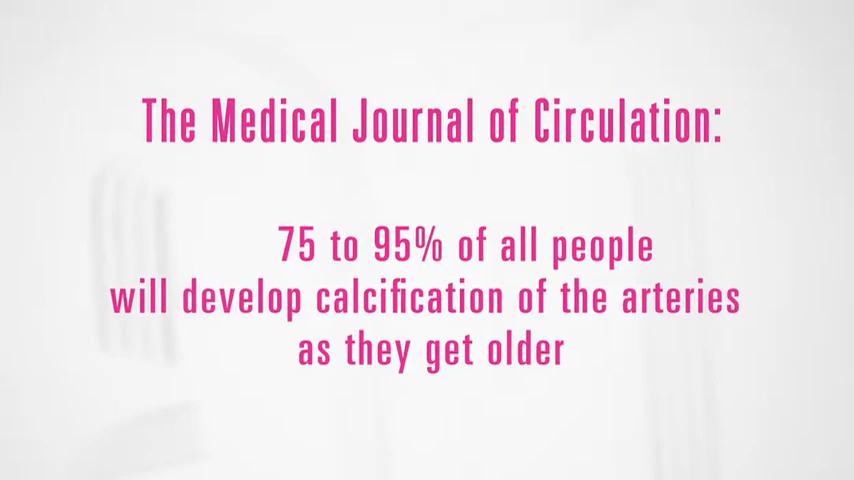 The Medical Journal of Circulation:
75 to 95% of all people
will develop calcification of the arteries
as they get older